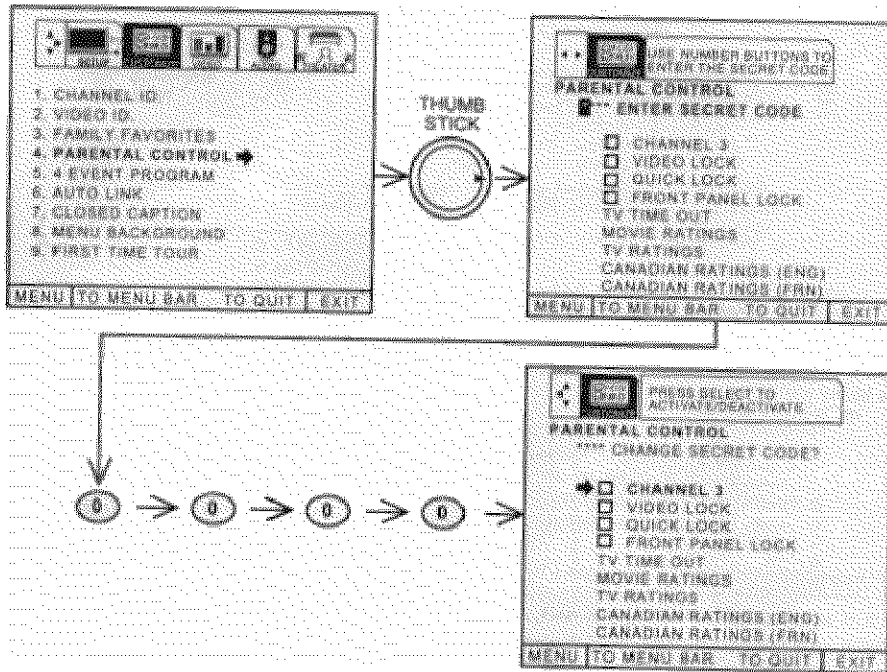 SETUP
THEATER
1. CHANNEL ID
2. VIDEO ID
3. FAMILY FAVORITES
4. PARENTAL CONTROL
5. 4 EVENT PROGRAM
6. AUTO LINK
7. CLOSED CAPTION
8. MENU BACKGROUND
9. FIRST TIME TOUR
MENU TO MENU BAR TO QUIT EXIT
THUMB
STICK
USE NUMBER BUTTONS TO
ENTER THE SECRET CODE
PARENTAL CONTROL
**** ENTER SECRET CODE
CHANNEL 3
VIDEO LOCK
QUICK LOCK
FRONT PANEL LOCK
TV TIME OUT
MOVIE RATINGS
TV RATINGS
CANADIAN RATINGS (ENG)
CANADIAN RATINGS (FRN)
MENU TO MENU BAR TO QUIT EXIT
0 0 0 0
PRESS SELECT TO
ACTIVATE/DEACTIVATE
PARENTAL CONTROL
**** CHANGE SECRET CODE?
CHANNEL 3
VIDEO LOCK
QUICK LOCK
FRONT PANEL LOCK
TV TIME OUT
MOVIE RATINGS
TV RATINGS
CANADIAN RATINGS (ENG)
CANADIAN RATINGS (FRN)
MENU TO MENU BAR TO QUIT EXIT